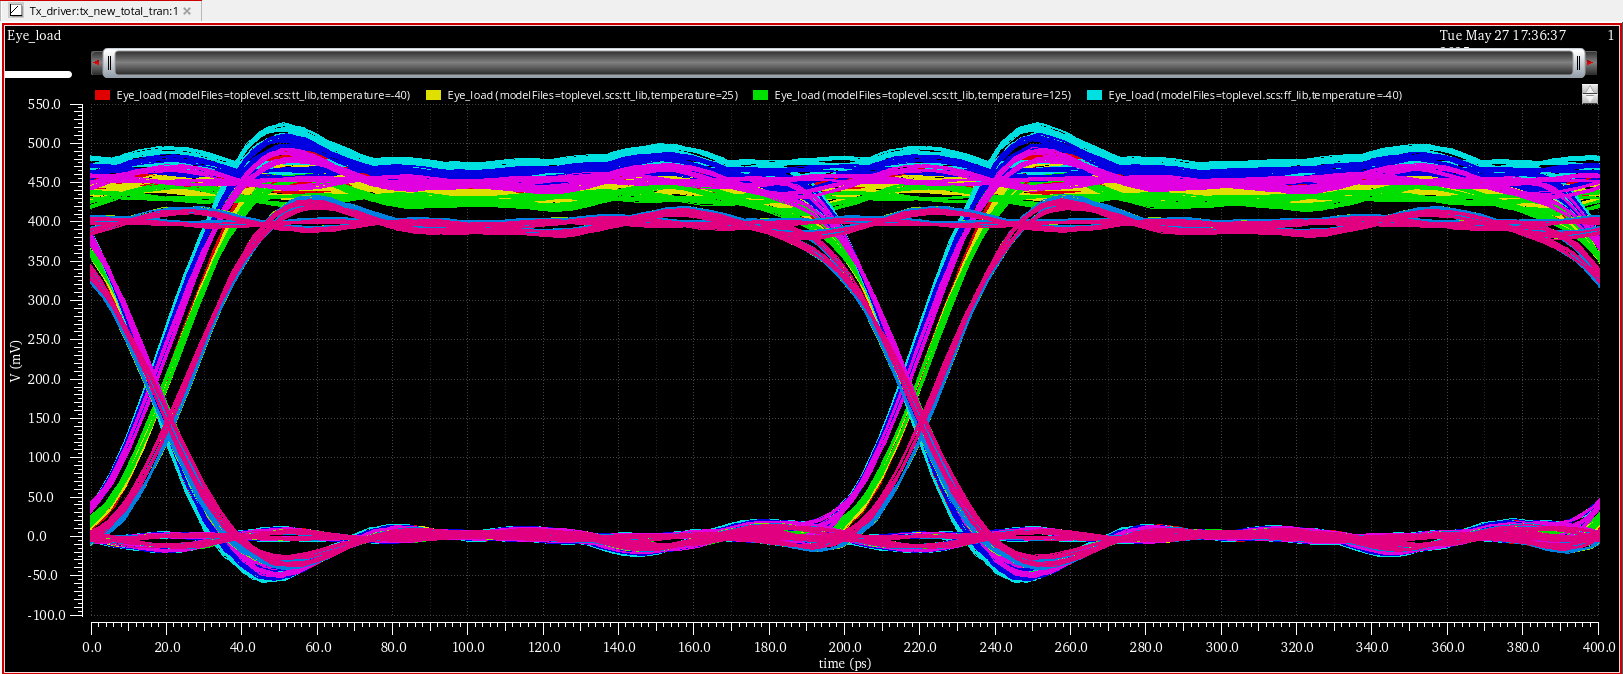 Tx_driver:tx_new_total_tran:1
Eye_load
Tue May 27 17:36:37 1
Eye_load (modelFiles=toplevel.scs:tt_lib,temperature=-40) Eye_load (modelFiles=toplevel.scs:tt_lib,temperature=25) Eye_load (modelFiles=toplevel.scs:tt_lib,temperature=125) Eye_load (modelFiles=toplevel.scs:ff_lib,temperature=-40)
550.0
500.0
450.0
400.0
350.0
300.0
250.0
200.0
150.0
100.0
50.0
0.0
-50.0
-100.0
V (mV)
0.0 20.0 40.0 60.0 80.0 100.0 120.0 140.0 160.0 180.0 200.0 220.0 240.0 260.0 280.0 300.0 320.0 340.0 360.0 380.0 400.0
time (ps)